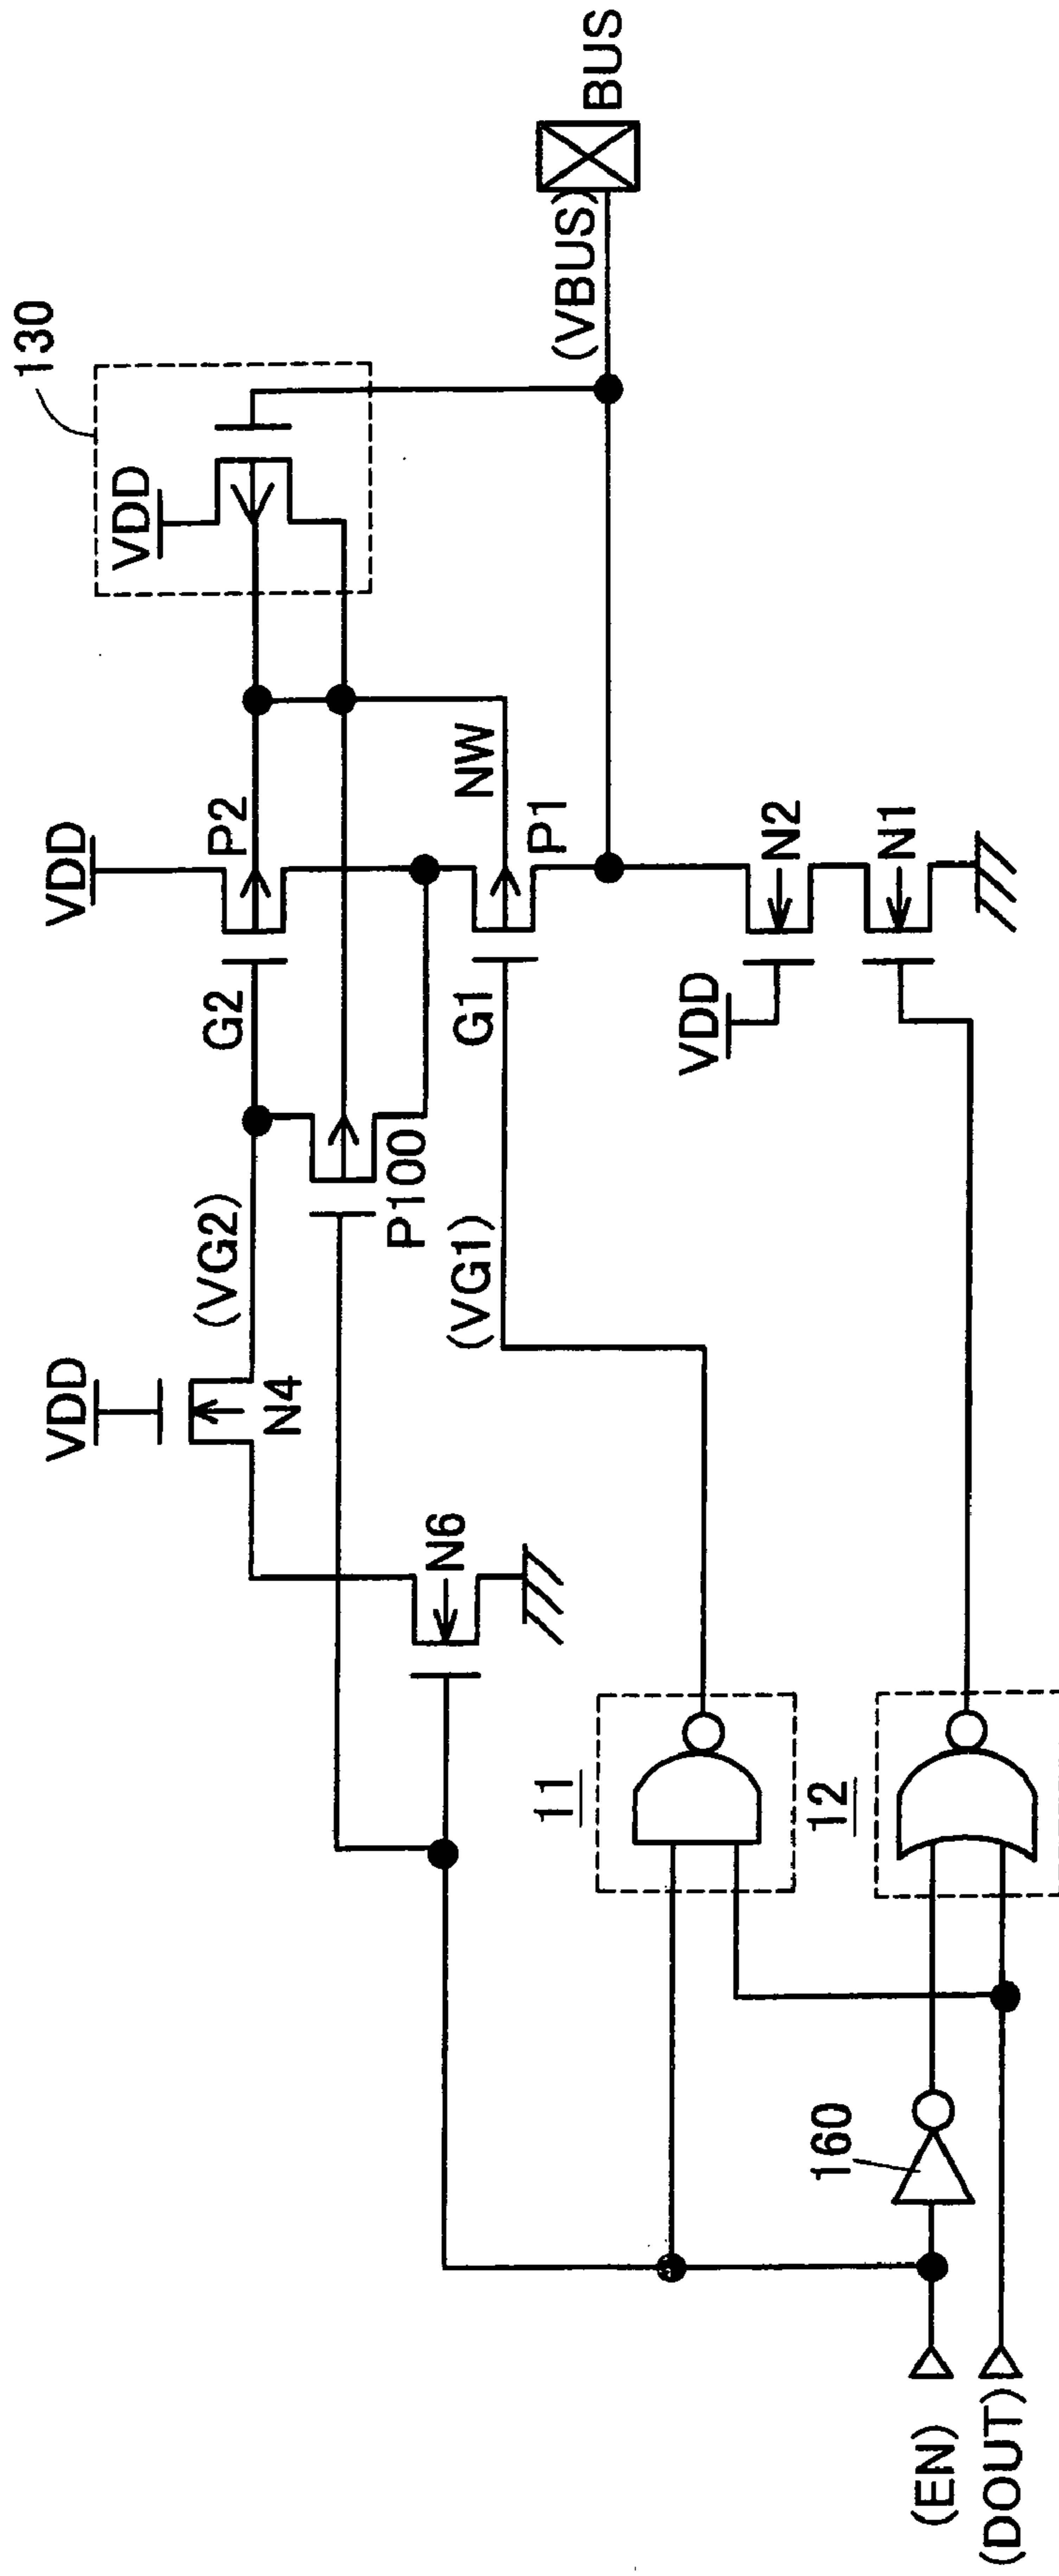 130
VDD
VDD
VDD
P2
G2
(VG2)
N4
P100
NW
BUS
(VBUS)
P1
G1
(VG1)
N6
VDD
N2
N1
11
12
160
(EN)
(DOUT)